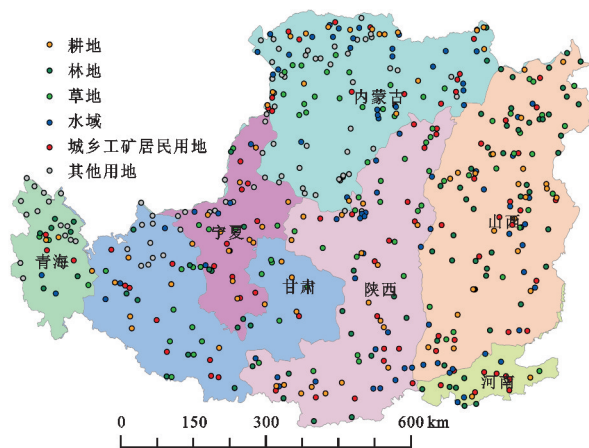 耕地
林地
草地
水域
城乡工矿居民用地
其他用地
内蒙古
宁夏
山西
青海
甘肃
陕西
河南
0 150 300 600 km